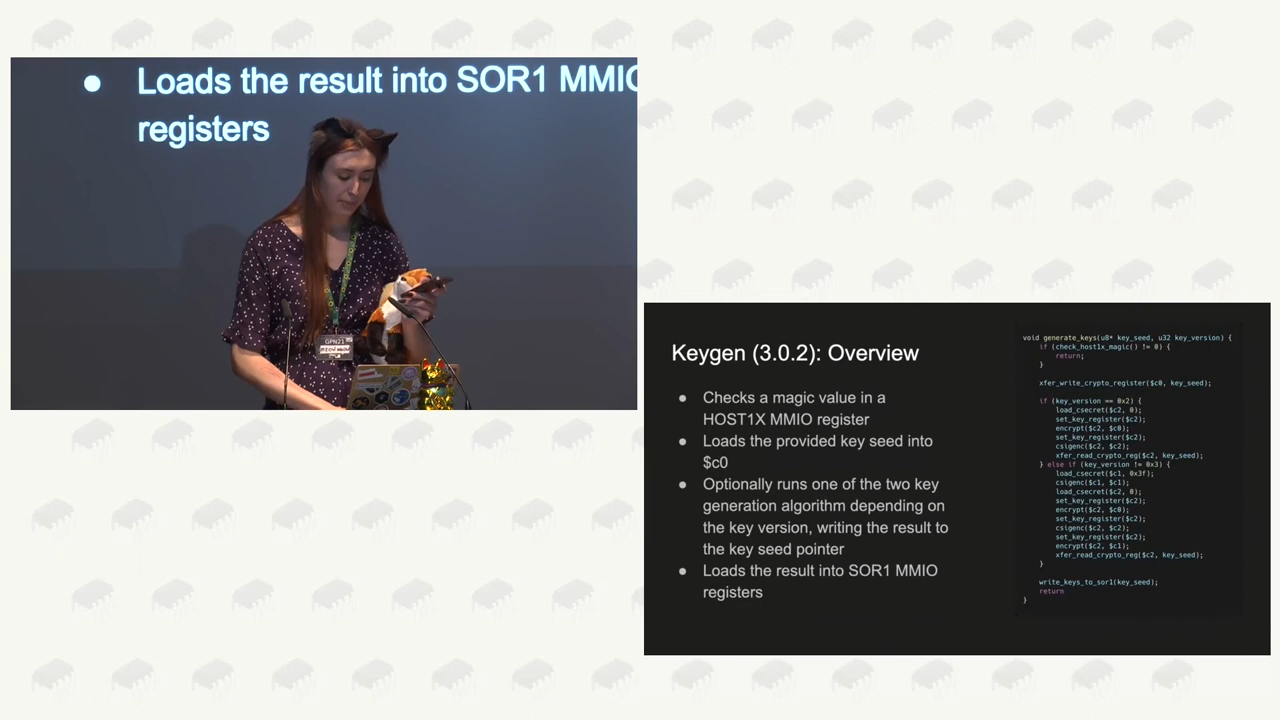 ● Loads the result into SOR1 MMIO
registers
GPN21
Keygen (3.0.2): Overview
● Checks a magic value in a
HOST1X MMIO register
● Loads the provided key seed into
$c0
● Optionally runs one of the two key
generation algorithm depending on
the key version, writing the result to
the key seed pointer
● Loads the result into SOR1 MMIO
registers
void generate_keys(u8* key_seed, u32 key_version) {
    if (check_host1x_magic() != 0) {
        return;
    }
    xfer_write_crypto_register($c0, key_seed);
    if (key_version == 0x2) {
        load_csecret($c2, 0);
        set_key_register($c2);
        encrypt($c2, $c0);
        set_key_register($c2);
        csigenc($c2, $c2);
        xfer_read_crypto_reg($c2, key_seed);
    } else if (key_version != 0x3) {
        load_csecret($c1, 0x3f);
        csigenc($c1, $c1);
        load_csecret($c2, 0);
        set_key_register($c2);
        encrypt($c2, $c0);
        set_key_register($c2);
        csigenc($c2, $c2);
        set_key_register($c2);
        encrypt($c2, $c1);
        xfer_read_crypto_reg($c2, key_seed);
    }
    write_keys_to_sor1(key_seed);
    return
}